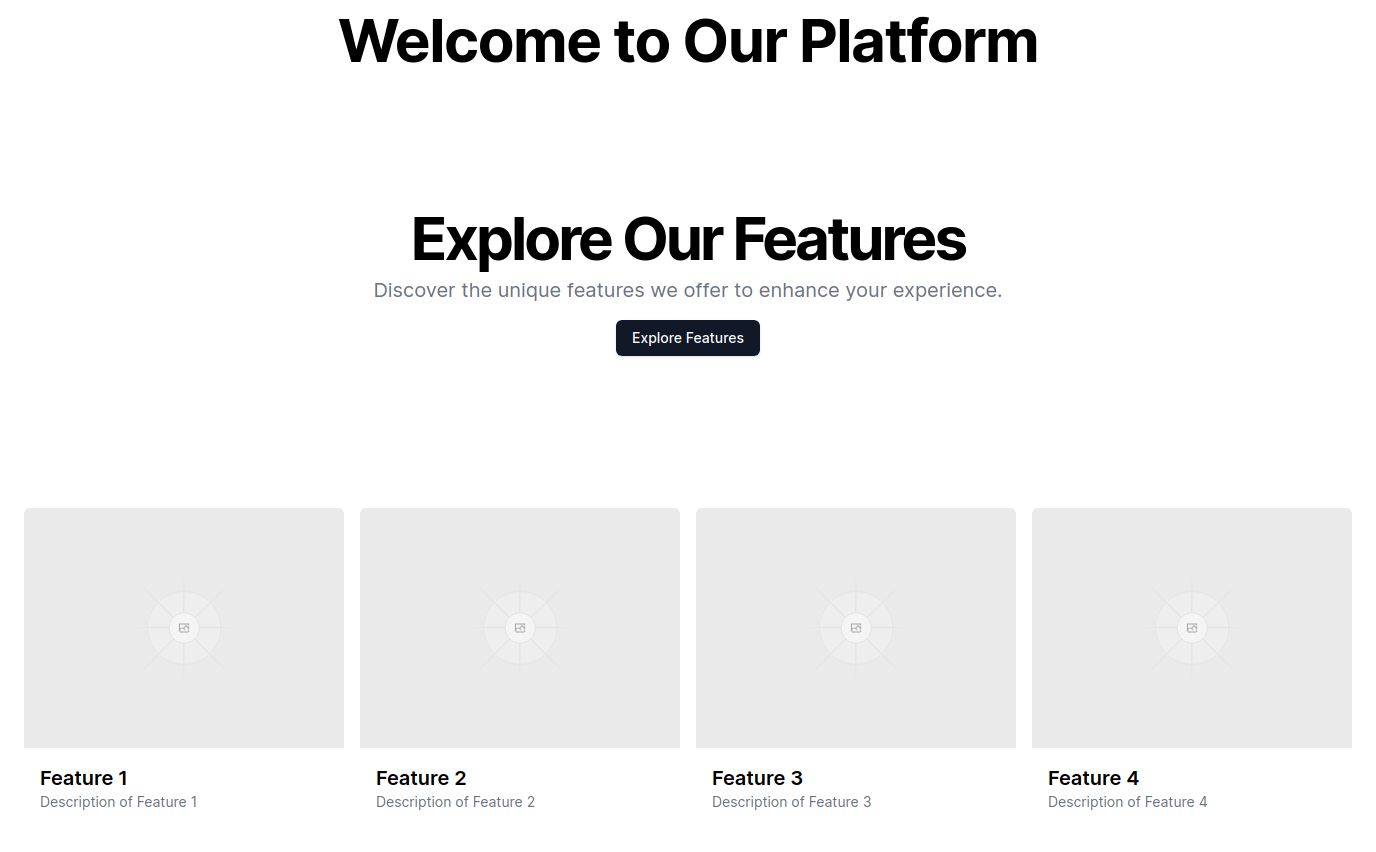 Welcome to Our Platform
Explore Our Features
Discover the unique features we offer to enhance your experience.
Explore Features
Feature 1
Description of Feature 1
Feature 2
Description of Feature 2
Feature 3
Description of Feature 3
Feature 4
Description of Feature 4